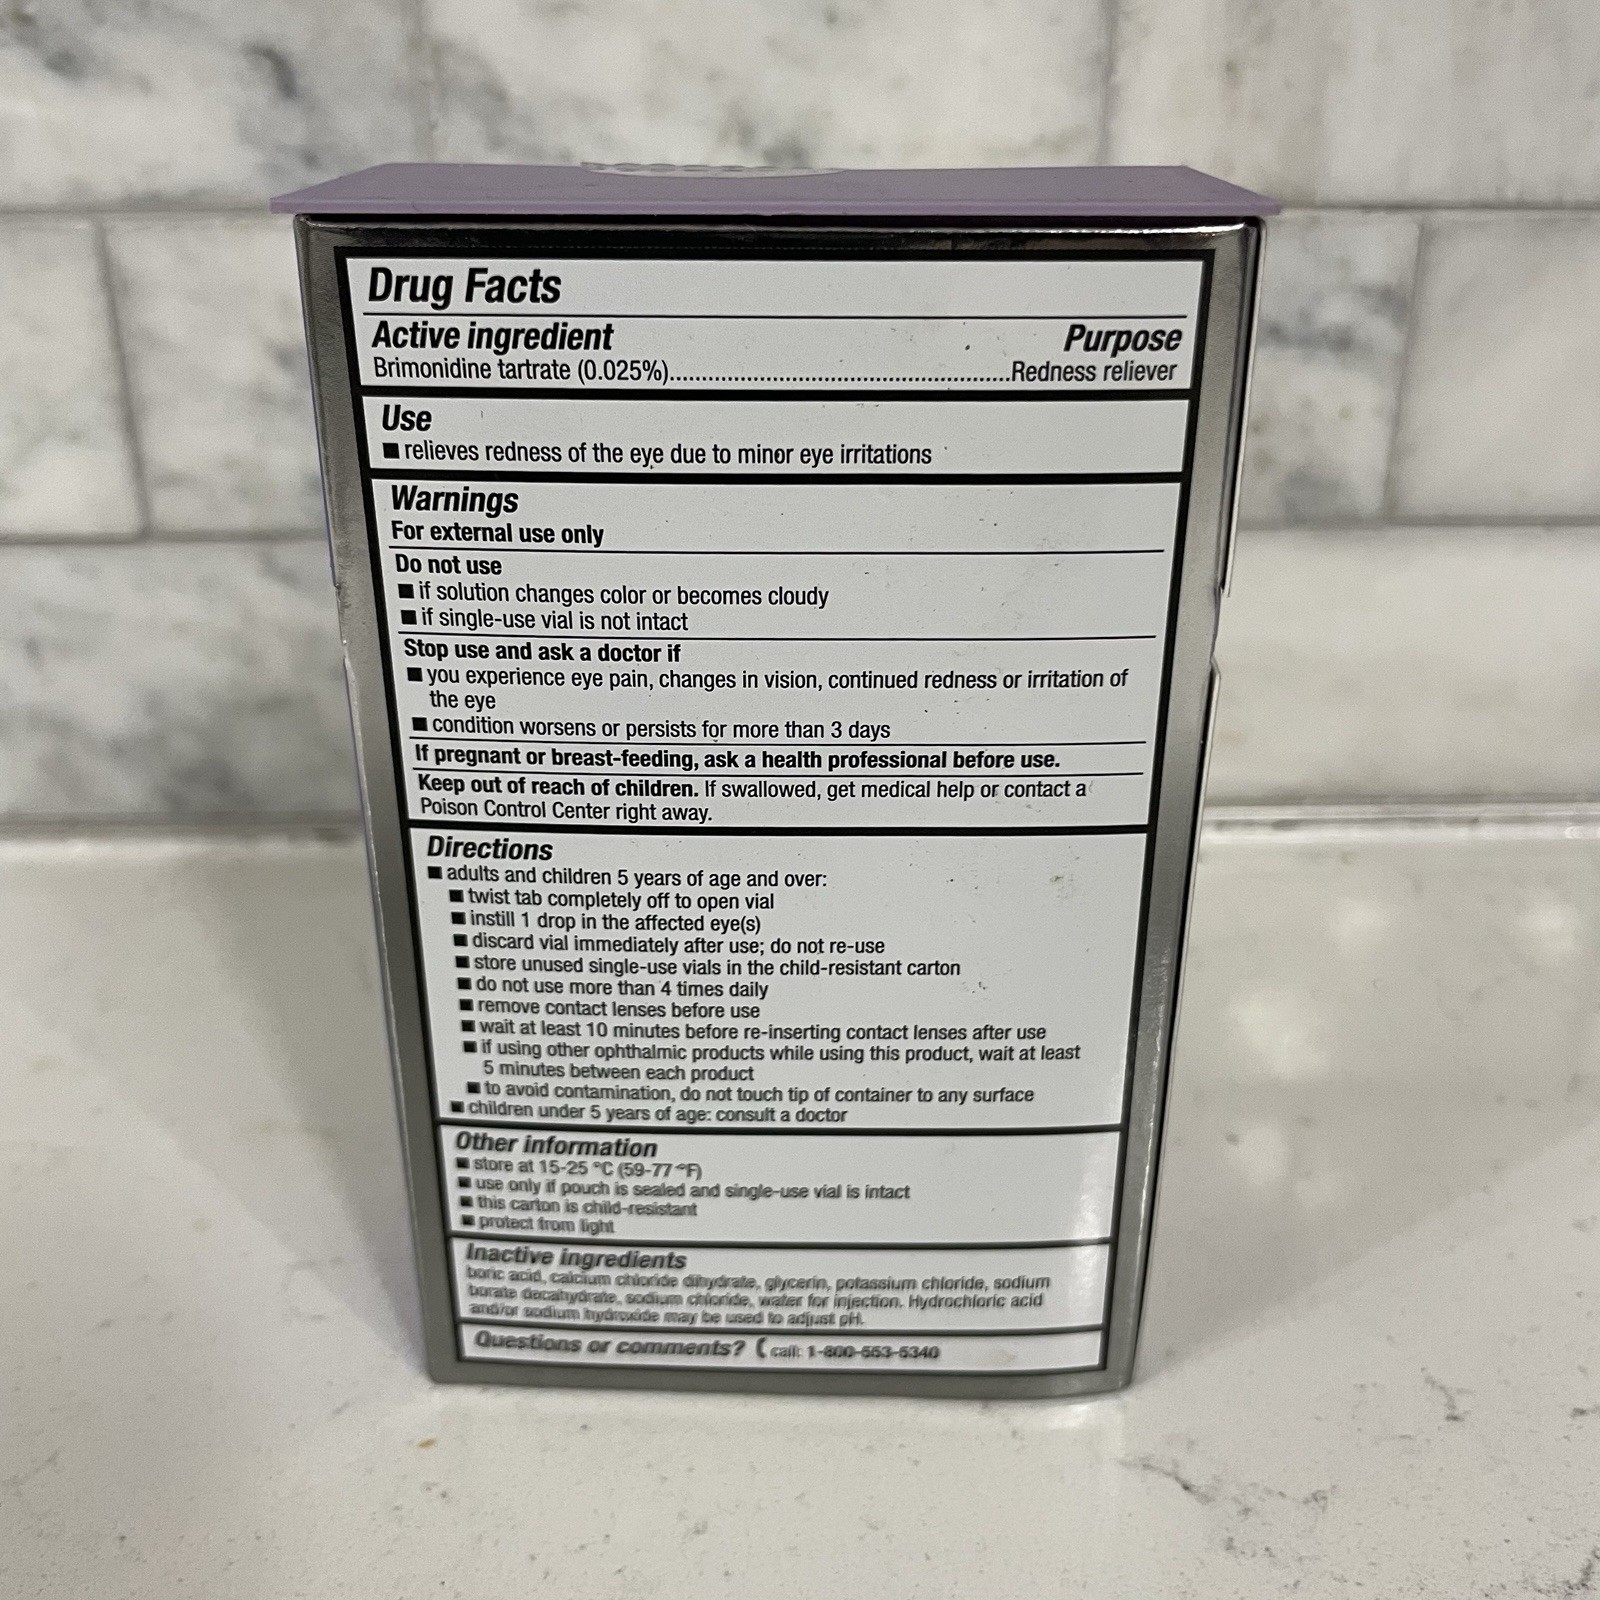 Drug Facts
Active ingredient Purpose
Brimonidine tartrate (0.025%)......................................................Redness reliever
Use
■ relieves redness of the eye due to minor eye irritations
Warnings
For external use only
Do not use
■ if solution changes color or becomes cloudy
■ if single-use vial is not intact
Stop use and ask a doctor if
■ you experience eye pain, changes in vision, continued redness or irritation of
the eye
■ condition worsens or persists for more than 3 days
If pregnant or breast-feeding, ask a health professional before use.
Keep out of reach of children. If swallowed, get medical help or contact a
Poison Control Center right away.
Directions
■ adults and children 5 years of age and over:
■ twist tab completely off to open vial
■ instill 1 drop in the affected eye(s)
■ discard vial immediately after use; do not re-use
■ store unused single-use vials in the child-resistant carton
■ do not use more than 4 times daily
■ remove contact lenses before use
■ wait at least 10 minutes before re-inserting contact lenses after use
■ if using other ophthalmic products while using this product, wait at least
5 minutes between each product
■ to avoid contamination, do not touch tip of container to any surface
■ children under 5 years of age: consult a doctor
Other information
■ store at 15-25 °C (59-77 °F)
■ use only if pouch is sealed and single-use vial is intact
■ this carton is child-resistant
■ protect from light
Inactive ingredients
boric acid, calcium chloride dihydrate, glycerin, potassium chloride, sodium
borate decahydrate, sodium chloride, water for injection. Hydrochloric acid
and/or sodium hydroxide may be used to adjust pH.
Questions or comments? call: 1-800-553-5340